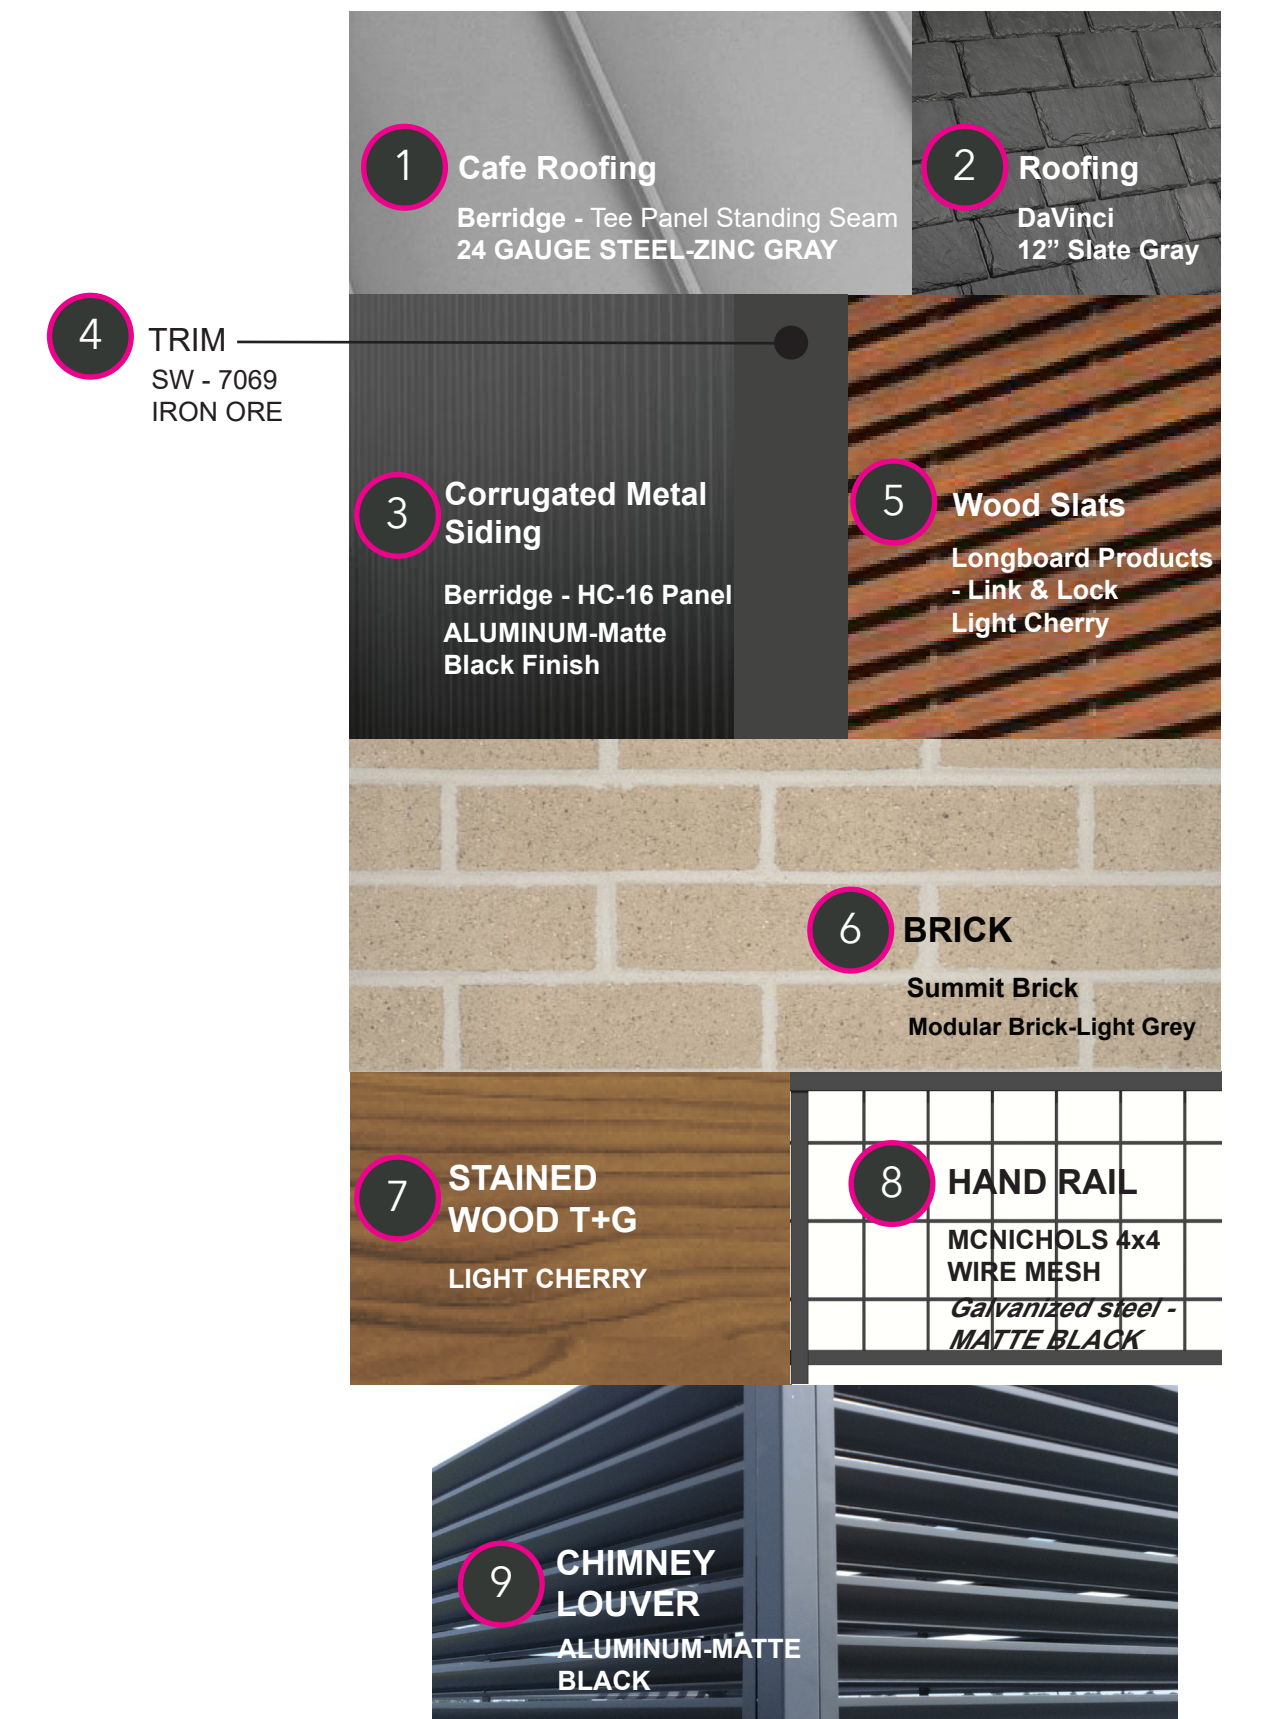 1
Cafe Roofing
Berridge - Tee Panel Standing Seam
24 GAUGE STEEL-ZINC GRAY
2
Roofing
DaVinci
12” Slate Gray
4
TRIM
SW - 7069
IRON ORE
3
Corrugated Metal
Siding
Berridge - HC-16 Panel
ALUMINUM-Matte
Black Finish
5
Wood Slats
Longboard Products
- Link & Lock
Light Cherry
6
BRICK
Summit Brick
Modular Brick-Light Grey
7
STAINED
WOOD T+G
LIGHT CHERRY
8
HAND RAIL
MCNICHOLS 4x4
WIRE MESH
Galvanized steel -
MATTE BLACK
9
CHIMNEY
LOUVER
ALUMINUM-MATTE
BLACK